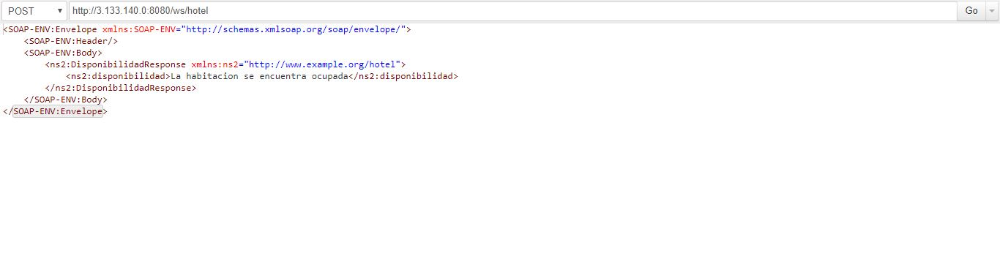 POST http://3.133.140.0:8080/ws/hotel Go
<SOAP-ENV:Envelope xmlns:SOAP-ENV="http://schemas.xmlsoap.org/soap/envelope/">
    <SOAP-ENV:Header/>
    <SOAP-ENV:Body>
        <ns2:DisponibilidadResponse xmlns:ns2="http://www.example.org/hotel">
            <ns2:disponibilidad>La habitacion se encuentra ocupada</ns2:disponibilidad>
        </ns2:DisponibilidadResponse>
    </SOAP-ENV:Body>
</SOAP-ENV:Envelope>